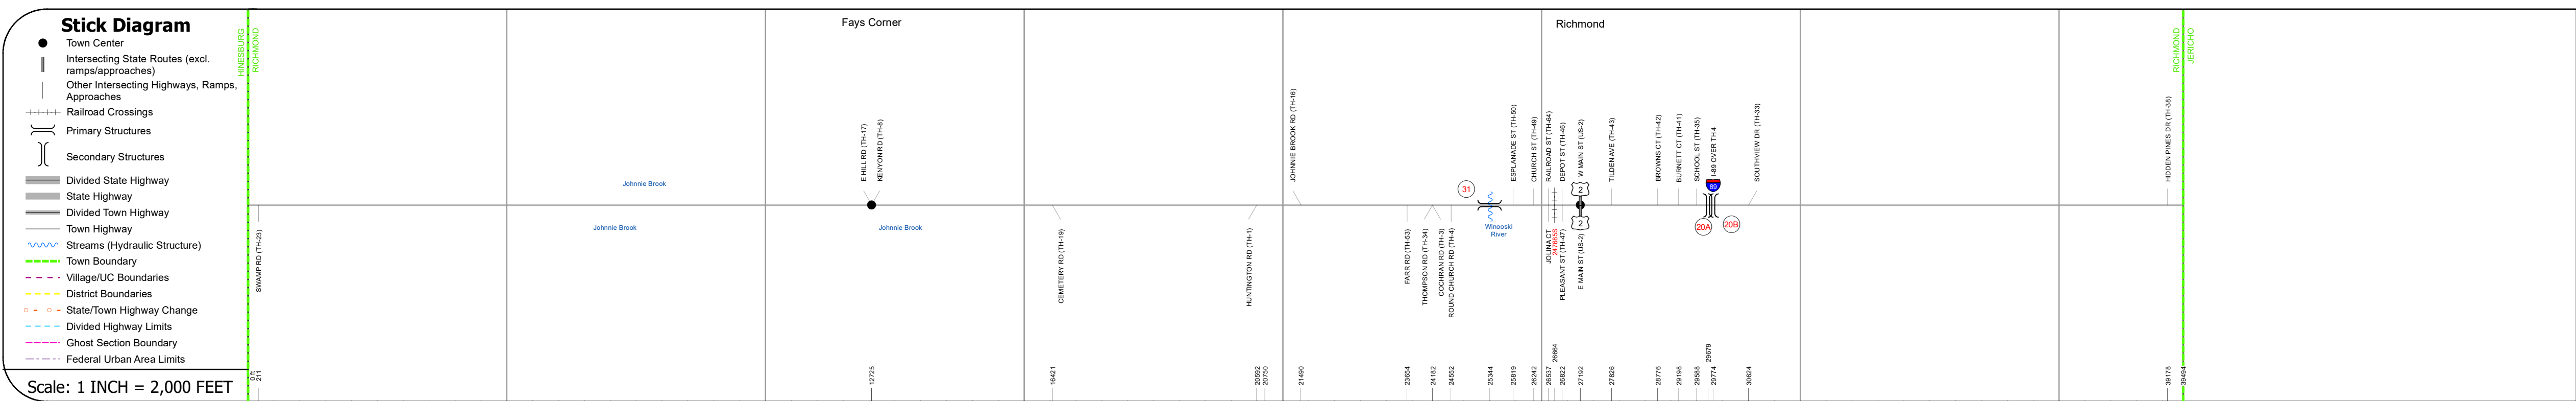 Stick Diagram
Town Center
Intersecting State Routes (excl.
ramps/approaches)
Other Intersecting Highways, Ramps,
Approaches
Railroad Crossings
Primary Structures
Secondary Structures
Divided State Highway
State Highway
Divided Town Highway
Town Highway
Streams (Hydraulic Structure)
Town Boundary
Village/UC Boundaries
District Boundaries
State/Town Highway Change
Divided Highway Limits
Ghost Section Boundary
Federal Urban Area Limits
Scale: 1 INCH = 2,000 FEET
HINESBURG
RICHMOND
Fays Corner
Richmond
RICHMOND
JERICHO
E HILL RD (TH-17)
KENYON RD (TH-8)
JOHNNIE BROOK RD (TH-16)
ESPLANADE ST (TH-50)
CHURCH ST (TH-49)
RAILROAD ST (TH-64)
DEPOT ST (TH-46)
W MAIN ST (US-2)
TILDEN AVE (TH-43)
BROWNS CT (TH-42)
BURNETT CT (TH-41)
SCHOOL ST (TH-35)
I-89 OVER TH 4
SOUTHVIEW DR (TH-33)
HIDDEN PINES DR (TH-38)
Johnnie Brook
31
2
89
Johnnie Brook
Johnnie Brook
Winooski
River
2
20A
20B
SWAMP RD (TH-23)
CEMETERY RD (TH-19)
HUNTINGTON RD (TH-1)
FARR RD (TH-53)
THOMPSON RD (TH-34)
COCHRAN RD (TH-3)
ROUND CHURCH RD (TH-4)
JOLINA CT
247685S
PLEASANT ST (TH-47)
E MAIN ST (US-2)
0 ft
211
12725
16421
20592
20750
21490
23654
24182
24552
25344
25819
26242
26537
26664
26822
27192
27826
28776
29198
29588
29679
29774
30624
39178
39494